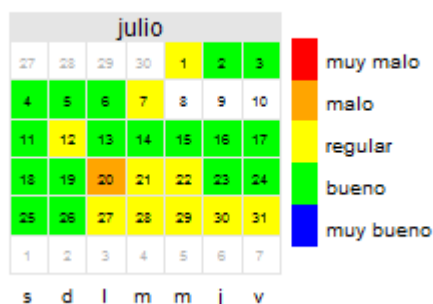 julio
27 28 29 30 1 2 3
4 5 6 7 8 9 10
11 12 13 14 15 16 17
18 19 20 21 22 23 24
25 26 27 28 29 30 31
1 2 3 4 5 6 7
s d l m m j v
muy malo
malo
regular
bueno
muy bueno